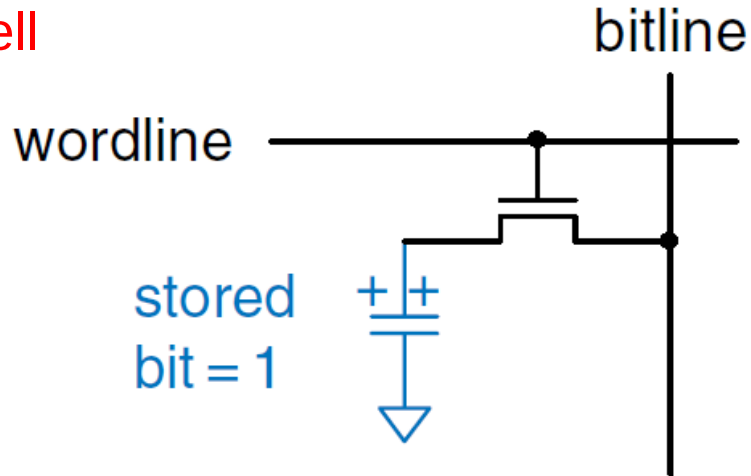 ell
bitline
wordline
+ +
stored
bit = 1